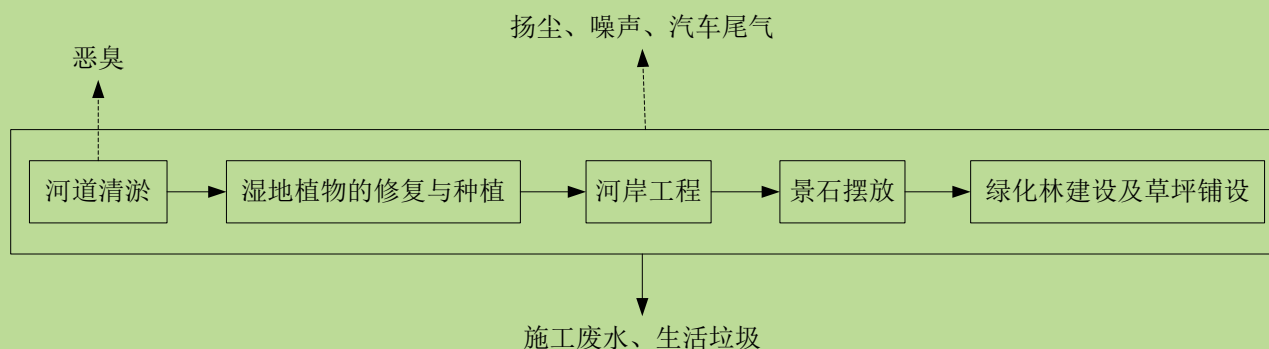 扬尘、噪声、汽车尾气
恶臭
河道清淤
湿地植物的修复与种植
河岸工程
景石摆放
绿化林建设及草坪铺设
施工废水、生活垃圾